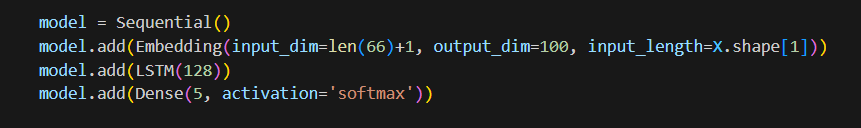 model = Sequential()
model.add(Embedding(input_dim=len(66)+1, output_dim=100, input_length=X.shape[1]))
model.add(LSTM(128))
model.add(Dense(5, activation='softmax'))